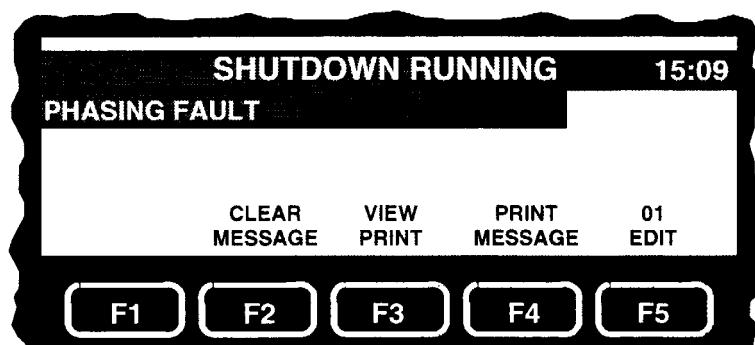 SHUTDOWN RUNNING 15:09
PHASING FAULT
CLEAR VIEW PRINT 01
MESSAGE PRINT MESSAGE EDIT
F1 F2 F3 F4 F5